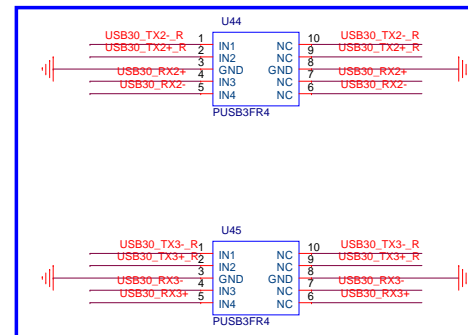 U44
USB30_TX2-_R 1 IN1 NC 10 USB30_TX2-_R
USB30_TX2+_R 2 IN2 NC 9 USB30_TX2+_R
3 GND GND 8
USB30_RX2+ 4 IN3 NC 7 USB30_RX2+
USB30_RX2- 5 IN4 NC 6 USB30_RX2-
PUSB3FR4
U45
USB30_TX3-_R 1 IN1 NC 10 USB30_TX3-_R
USB30_TX3+_R 2 IN2 NC 9 USB30_TX3+_R
3 GND GND 8
USB30_RX3- 4 IN3 NC 7 USB30_RX3-
USB30_RX3+ 5 IN4 NC 6 USB30_RX3+
PUSB3FR4